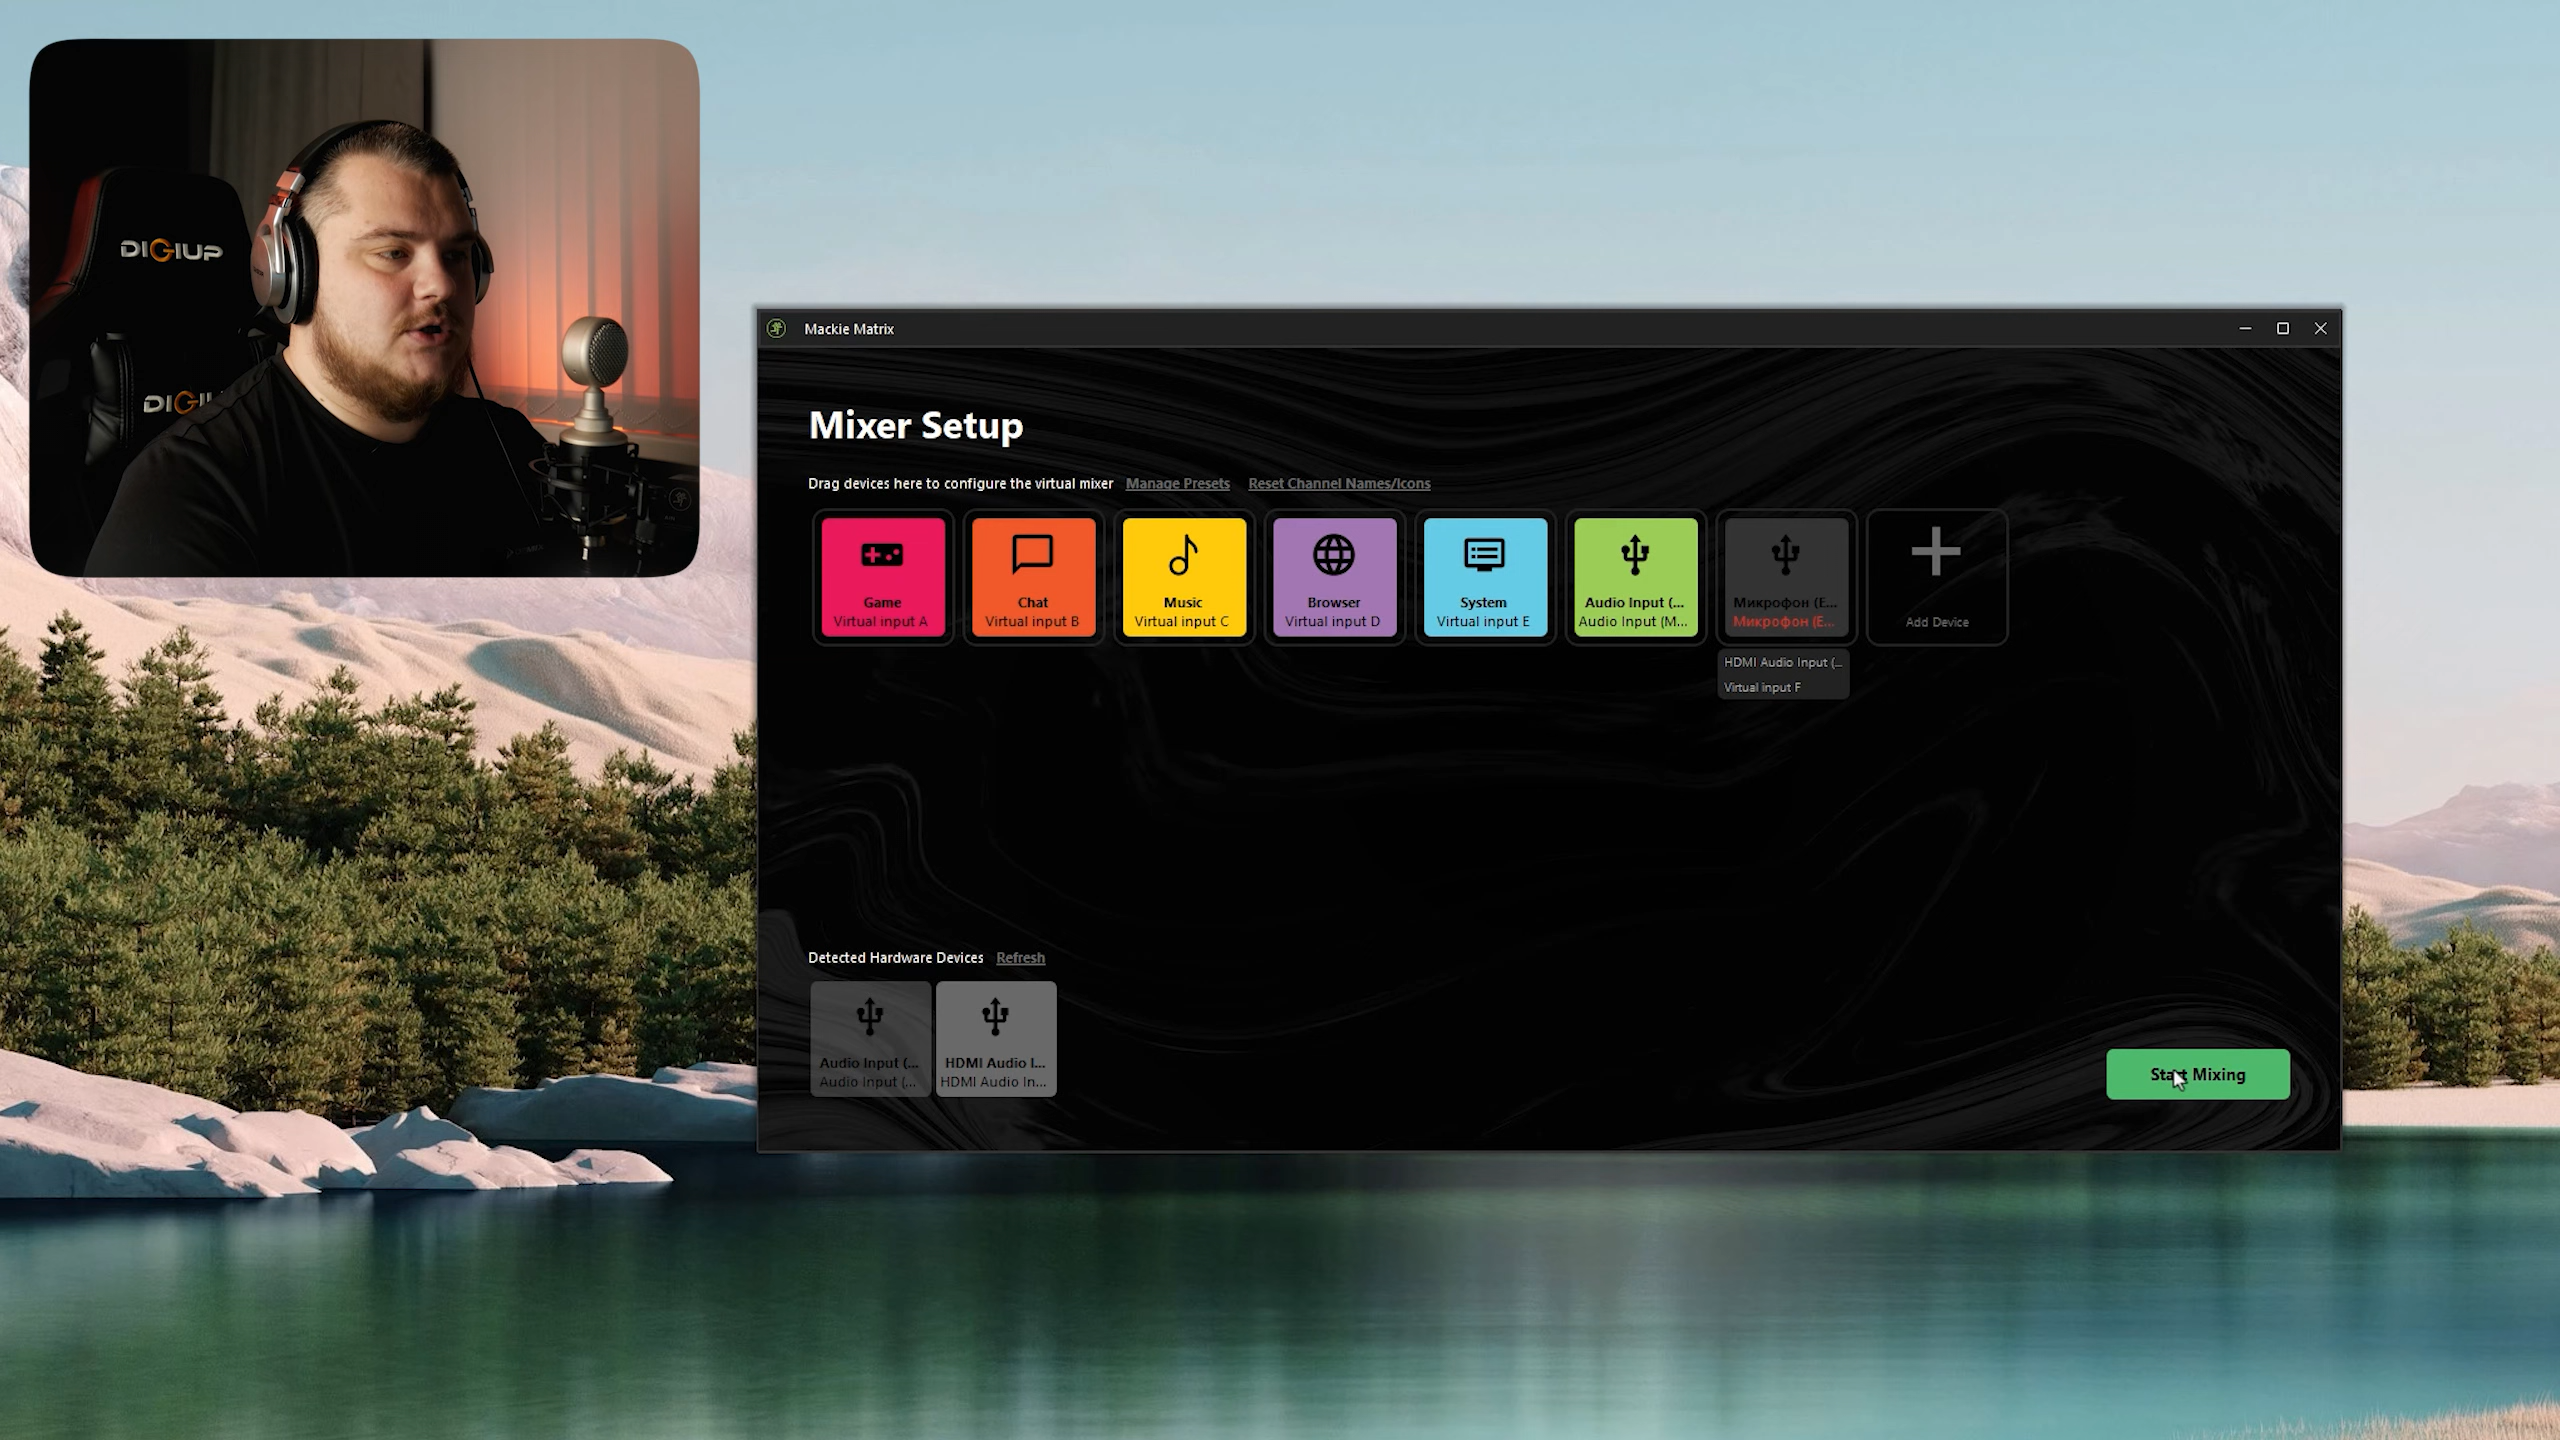 DIGIUP
DIGIU
Mackie Matrix
Mixer Setup
Drag devices here to configure the virtual mixer Manage Presets Reset Channel Names/Icons
Game
Virtual input A
Chat
Virtual input B
Music
Virtual input C
Browser
Virtual input D
System
Virtual input E
Audio Input (...
Audio Input (M...
Микрофон (E...
Микрофон (E...
Add Device
HDMI Audio Input (...
Virtual input F
Detected Hardware Devices Refresh
Audio Input (...
Audio Input (...
HDMI Audio I...
HDMI Audio In...
Start Mixing